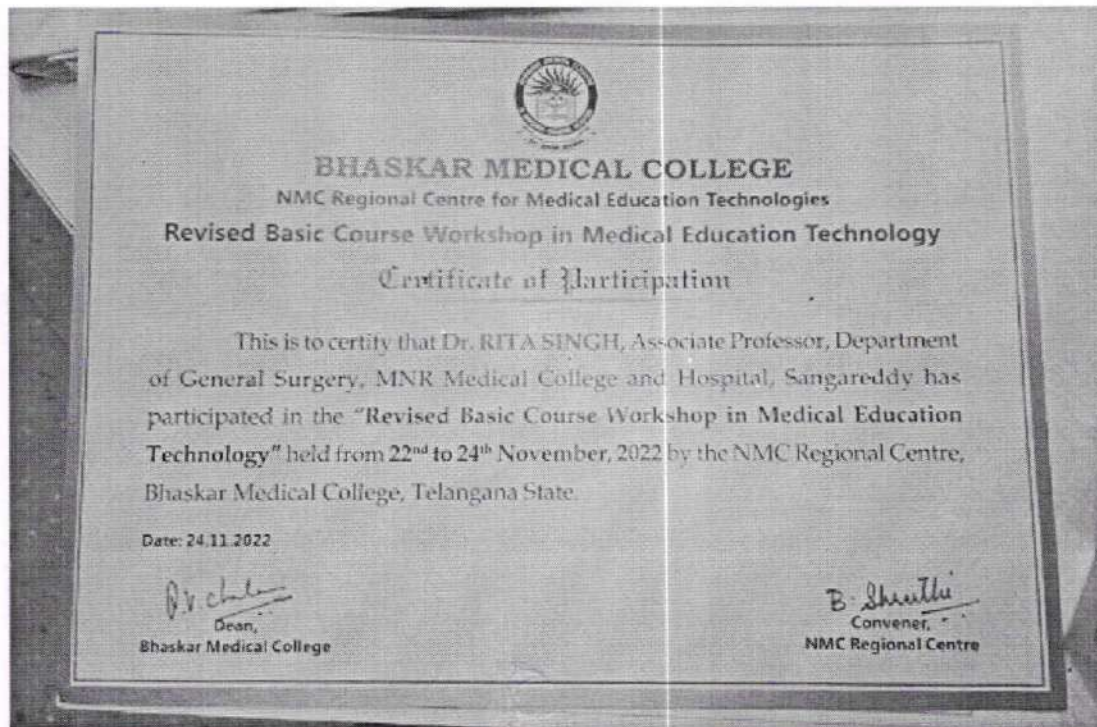 BHASKAR MEDICAL COLLEGE
NMC Regional Centre for Medical Education Technologies
Revised Basic Course Workshop in Medical Education Technology
Certificate of Participation
This is to certity that Dr. RITA SINGH, Associate Professor, Department
of General Surgery, MNR Medical College and Hospital, Sangareddy has
participated in the "Revised Basic Course Workshop in Medical Education
Technology" held from 22nd to 24th November, 2022 by the NMC Regional Centre,
Bhaskar Medical College, Telangana State.
Date: 24.11.2022
B. Shruthi
Dean,
Convener,
Bhaskar Medical College
NMC Regional Centre